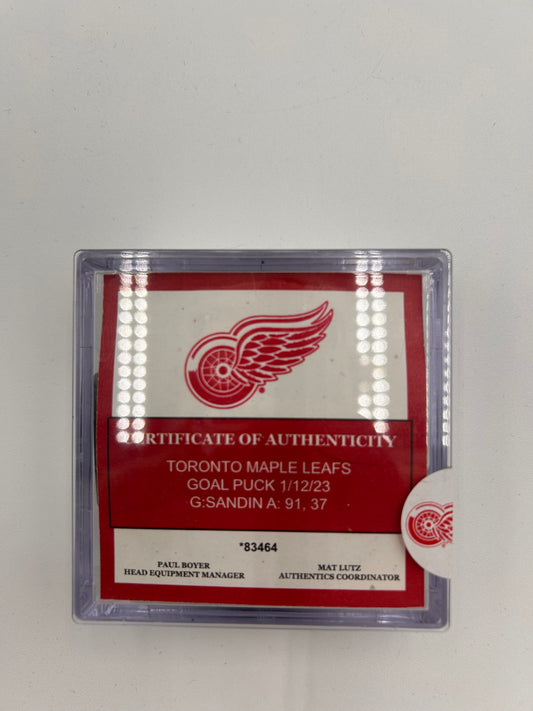 CERTIFICATE OF AUTHENTICITY
TORONTO MAPLE LEAFS
GOAL PUCK 1/12/23
G:SANDIN A: 91, 37
*83464
PAUL BOYER
HEAD EQUIPMENT MANAGER
MAT LUTZ
AUTHENTICS COORDINATOR